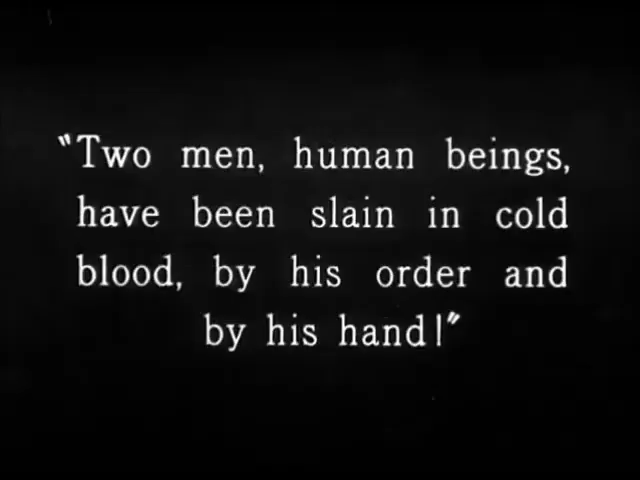 "Two men, human beings,
have been slain in cold
blood, by his order and
by his hand!"